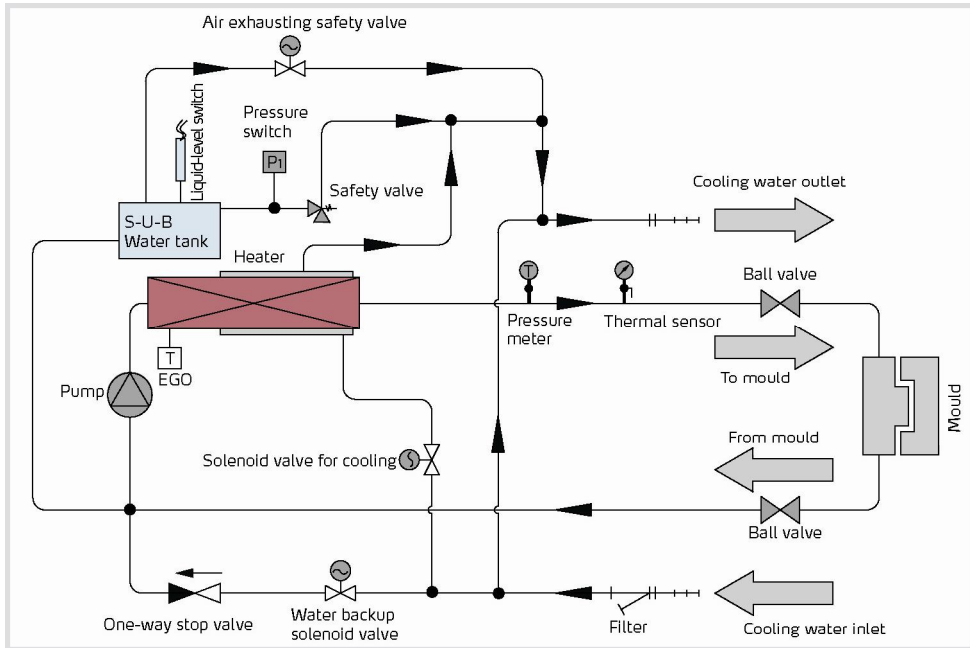 Air exhausting safety valve
Liquid-level switch
Pressure
switch
P1
Safety valve
S-U-B
Water tank
Cooling water outlet
Heater
T
Ball valve
Pressure
meter
Thermal sensor
T
EGO
To mould
Pump
Mould
From mould
Solenoid valve for cooling
Ball valve
One-way stop valve
Water backup
solenoid valve
Filter
Cooling water inlet